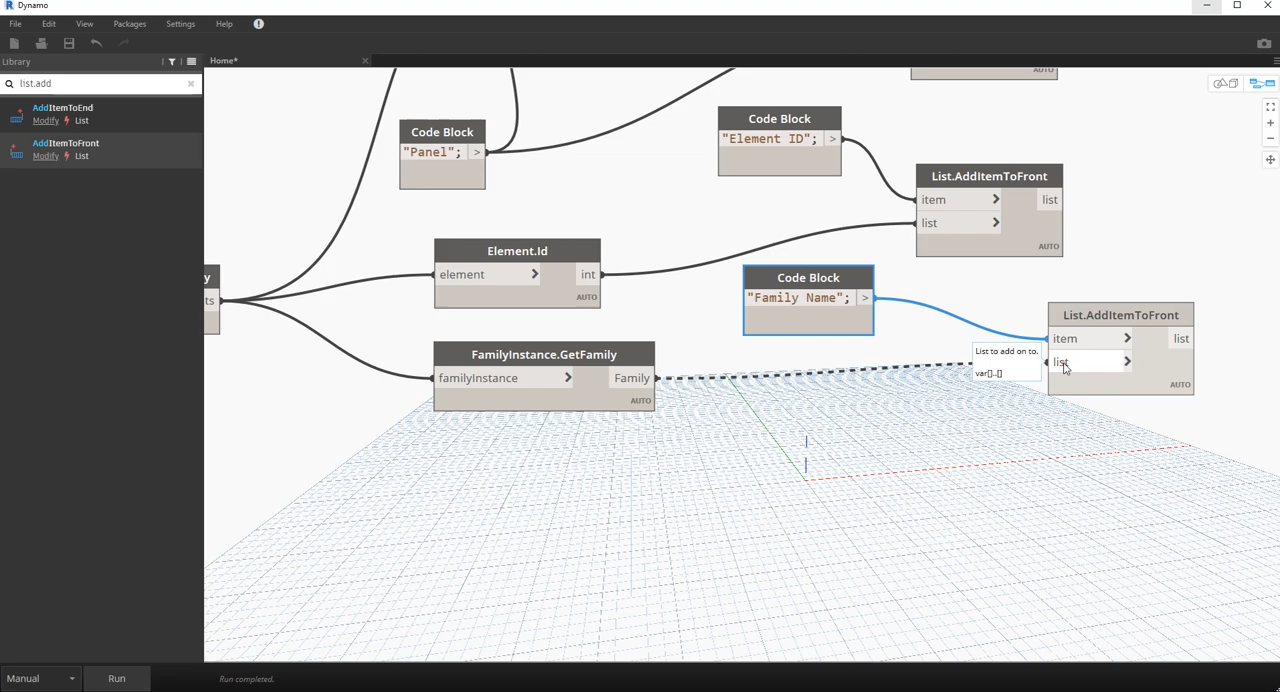 Dynamo
File Edit View Packages Settings Help
Library
Home*
list.add
AddItemToEnd
Modify List
AddItemToFront
Modify List
AUTO
Code Block
"Panel"; >
Code Block
"Element ID"; >
List.AddItemToFront
item > list
list >
AUTO
Element.Id
element > int
AUTO
Code Block
"Family Name"; >
y
ts
List.AddItemToFront
item > list
list >
AUTO
List to add on to.
var[]..[]
FamilyInstance.GetFamily
familyInstance > Family
AUTO
Manual Run Run completed.